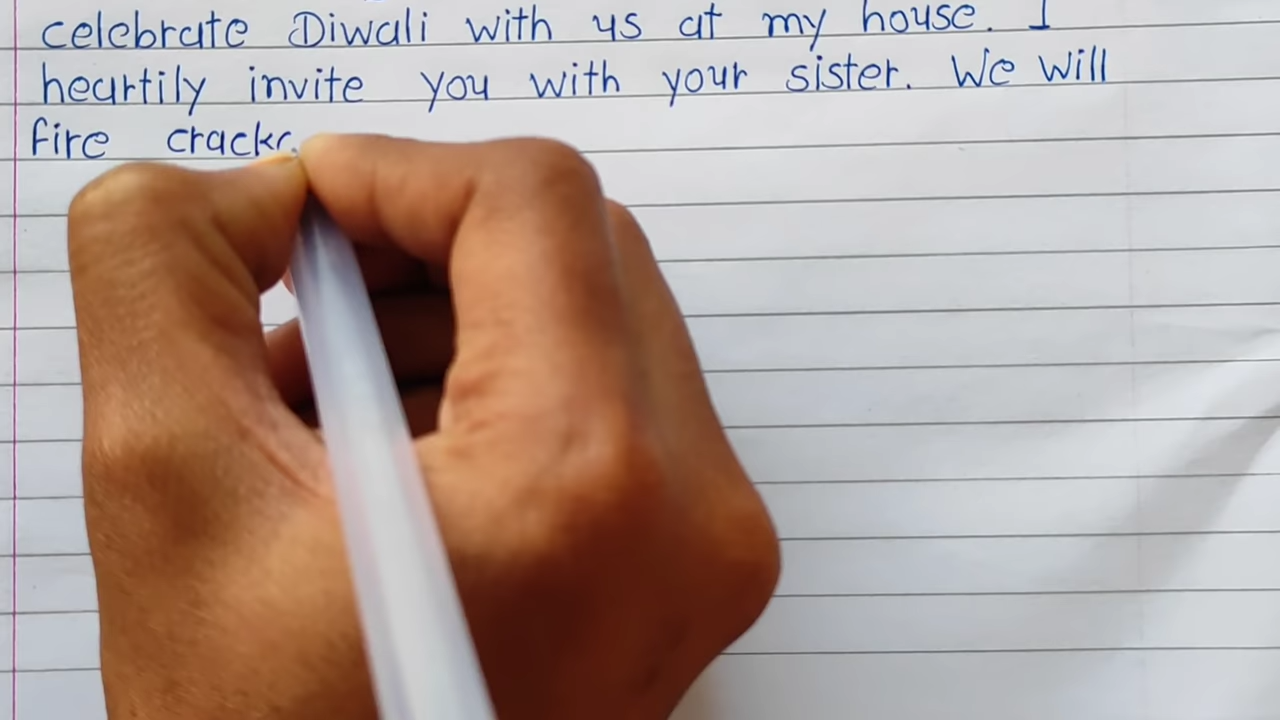 celebrate Diwali with us at my house. I
heartily invite you with your sister. We will
fire